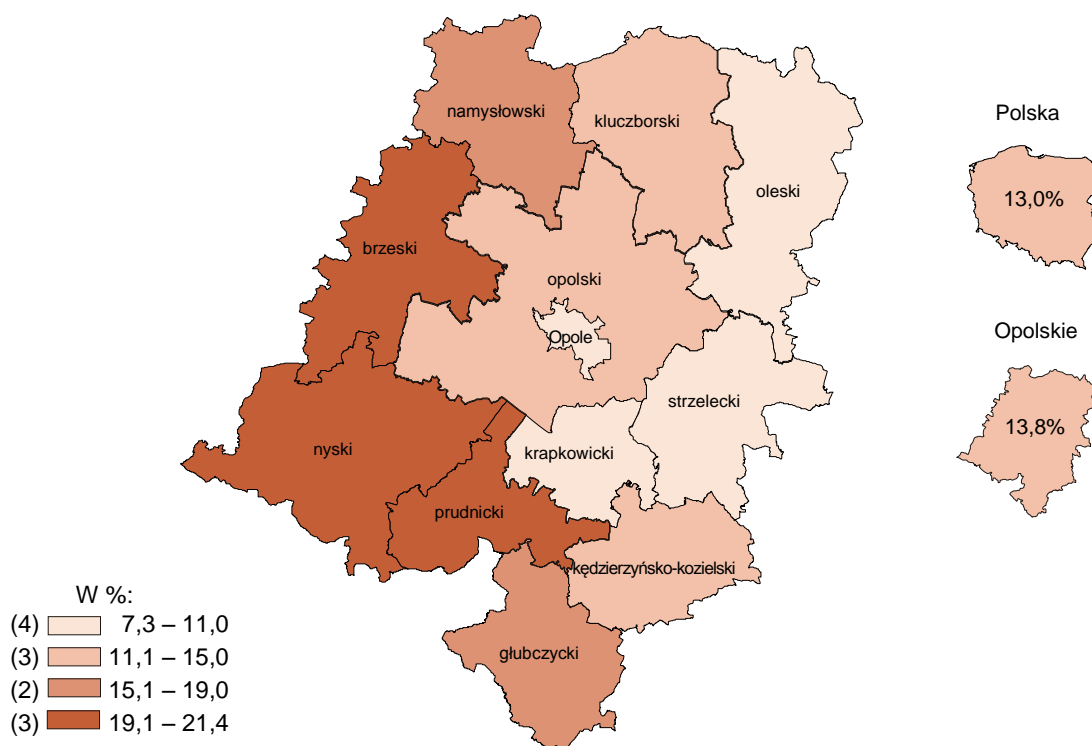 namysłowski
kluczborski
oleski
brzeski
opolski
Opole
strzelecki
krapkowicki
nyski
prudnicki
kędzierzyńsko-kozielski
głubczycki
Polska
13,0%
Opolskie
13,8%
W %:
(4) 7,3 – 11,0
(3) 11,1 – 15,0
(2) 15,1 – 19,0
(3) 19,1 – 21,4